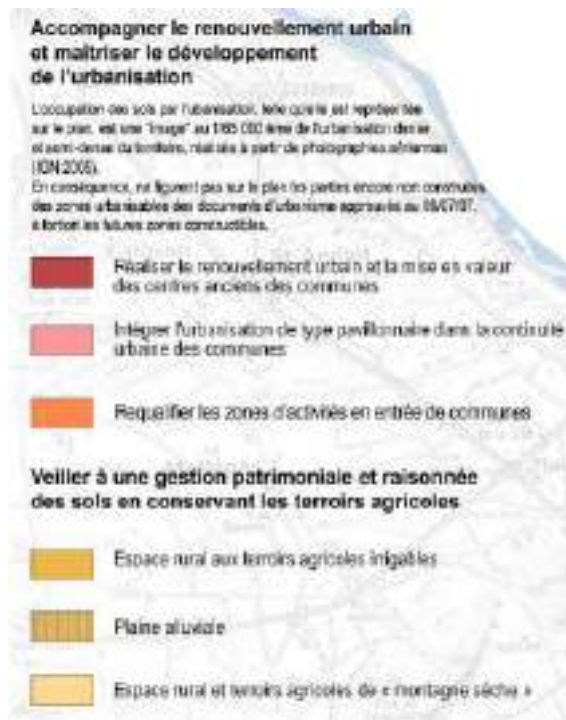 Accompagner le renouvellement urbain
et maîtriser le développement
de l'urbanisation
L'occupation des sols par l'urbanisation, telle qu'elle est représentée
sur le plan, est une "image" au 1/65 000 ème de l'urbanisation dense
et semi-dense du territoire, réalisée à partir de photographies aériennes
(IGN 2005).
En conséquence, ne figurent pas sur le plan les parties encore non construites
des zones urbanisables des documents d'urbanisme approuvés au
à fortiori les futures zones constructibles.
Réaliser le renouvellement urbain et la mise en valeur
des centres anciens des communes
Intégrer l'urbanisation de type pavillonnaire dans la continuité
urbaine des communes
Requalifier les zones d'activités en entrée de communes
Veiller à une gestion patrimoniale et raisonnée
des sols en conservant les terroirs agricoles
Espace rural aux terroirs agricoles irrigables
Plaine alluviale
Espace rural et terroirs agricoles de « montagne sèche »